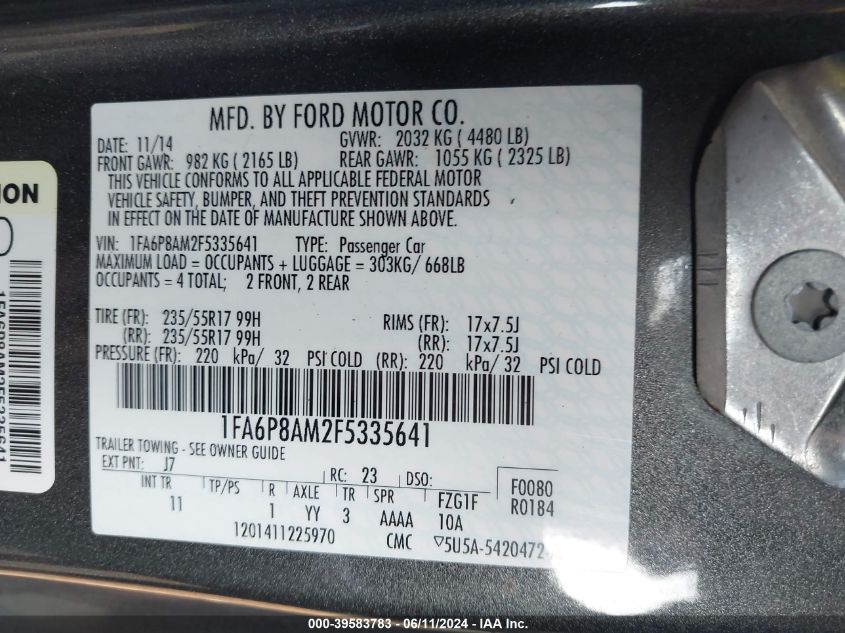 MFD. BY FORD MOTOR CO.
DATE: 11/14 GVWR: 2032 KG ( 4480 LB)
FRONT GAWR: 982 KG ( 2165 LB) REAR GAWR: 1055 KG ( 2325 LB)
THIS VEHICLE CONFORMS TO ALL APPLICABLE FEDERAL MOTOR
VEHICLE SAFETY, BUMPER, AND THEFT PREVENTION STANDARDS
IN EFFECT ON THE DATE OF MANUFACTURE SHOWN ABOVE.
VIN: 1FA6P8AM2F5335641 TYPE: Passenger Car
MAXIMUM LOAD = OCCUPANTS + LUGGAGE = 303KG/ 668LB
OCCUPANTS = 4 TOTAL; 2 FRONT, 2 REAR
TIRE (FR): 235/55R17 99H RIMS (FR): 17x7.5J
(RR): 235/55R17 99H (RR): 17x7.5J
PRESSURE (FR): 220 kPa/ 32 PSI COLD (RR): 220 kPa/ 32 PSI COLD
1FA6P8AM2F5335641
TRAILER TOWING - SEE OWNER GUIDE
EXT PNT: J7 RC: 23 DSO: F0080
INT TR TP/PS R AXLE TR SPR FZG1F R0184
11 1 YY 3 AAAA 10A
1201411225970 CMC ▽5U5A-5420472-
ION
1FA6P8AM2F5335641
000-39583783 - 06/11/2024 - IAA Inc.